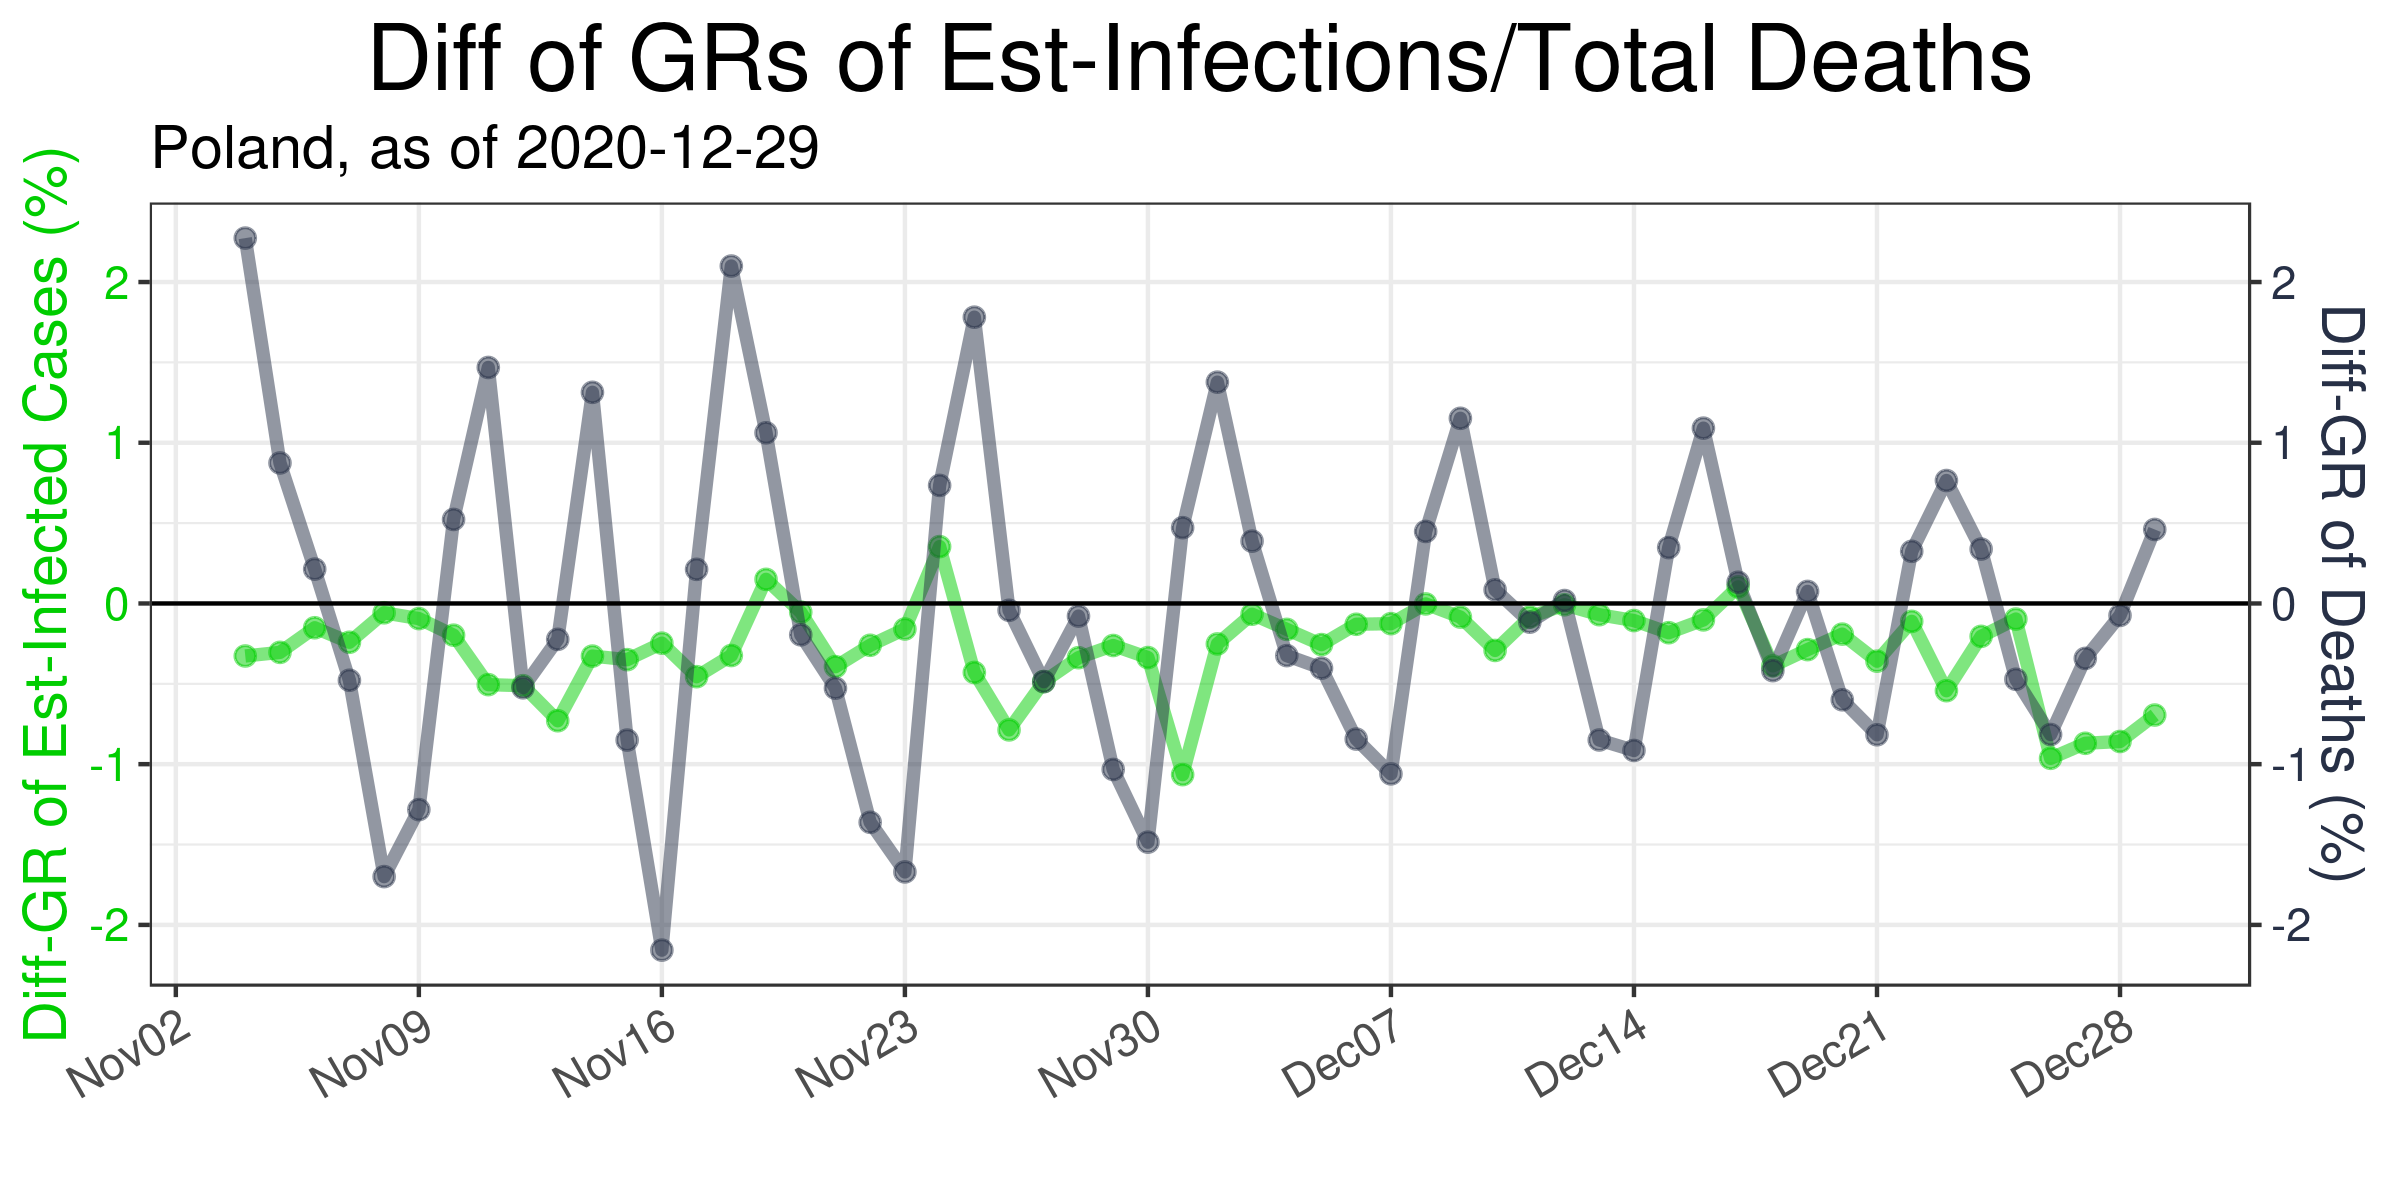 Diff of GRs of Est-Infections/Total Deaths
Poland, as of 2020-12-29
Diff-GR of Est-Infected Cases (%)
2
1
0
-1
-2
2
1
0
-1
-2
Diff-GR of Deaths (%)
Nov02
Nov09
Nov16
Nov23
Nov30
Dec07
Dec14
Dec21
Dec28